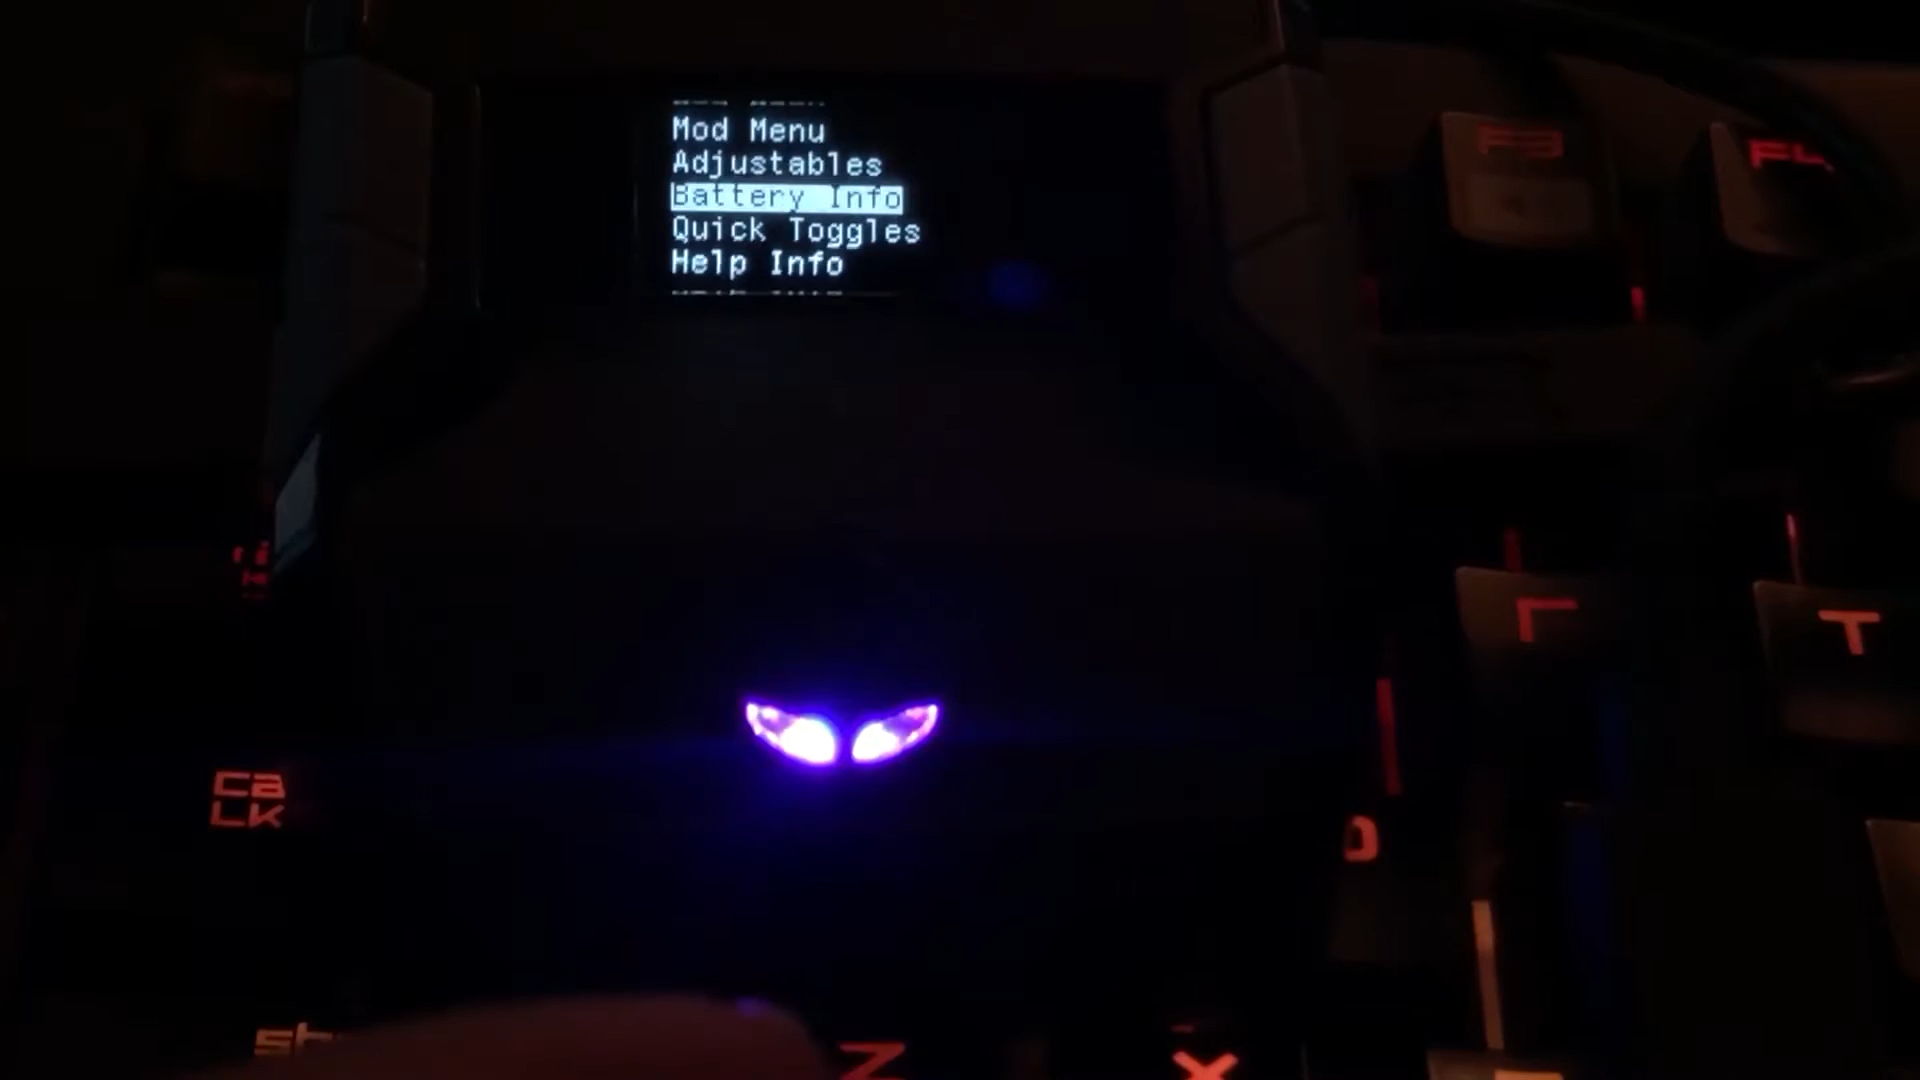 Mod Menu
Adjustables
Battery Info
Quick Toggles
Help Info
F3
F4
T
ca
LK
D
Z
X